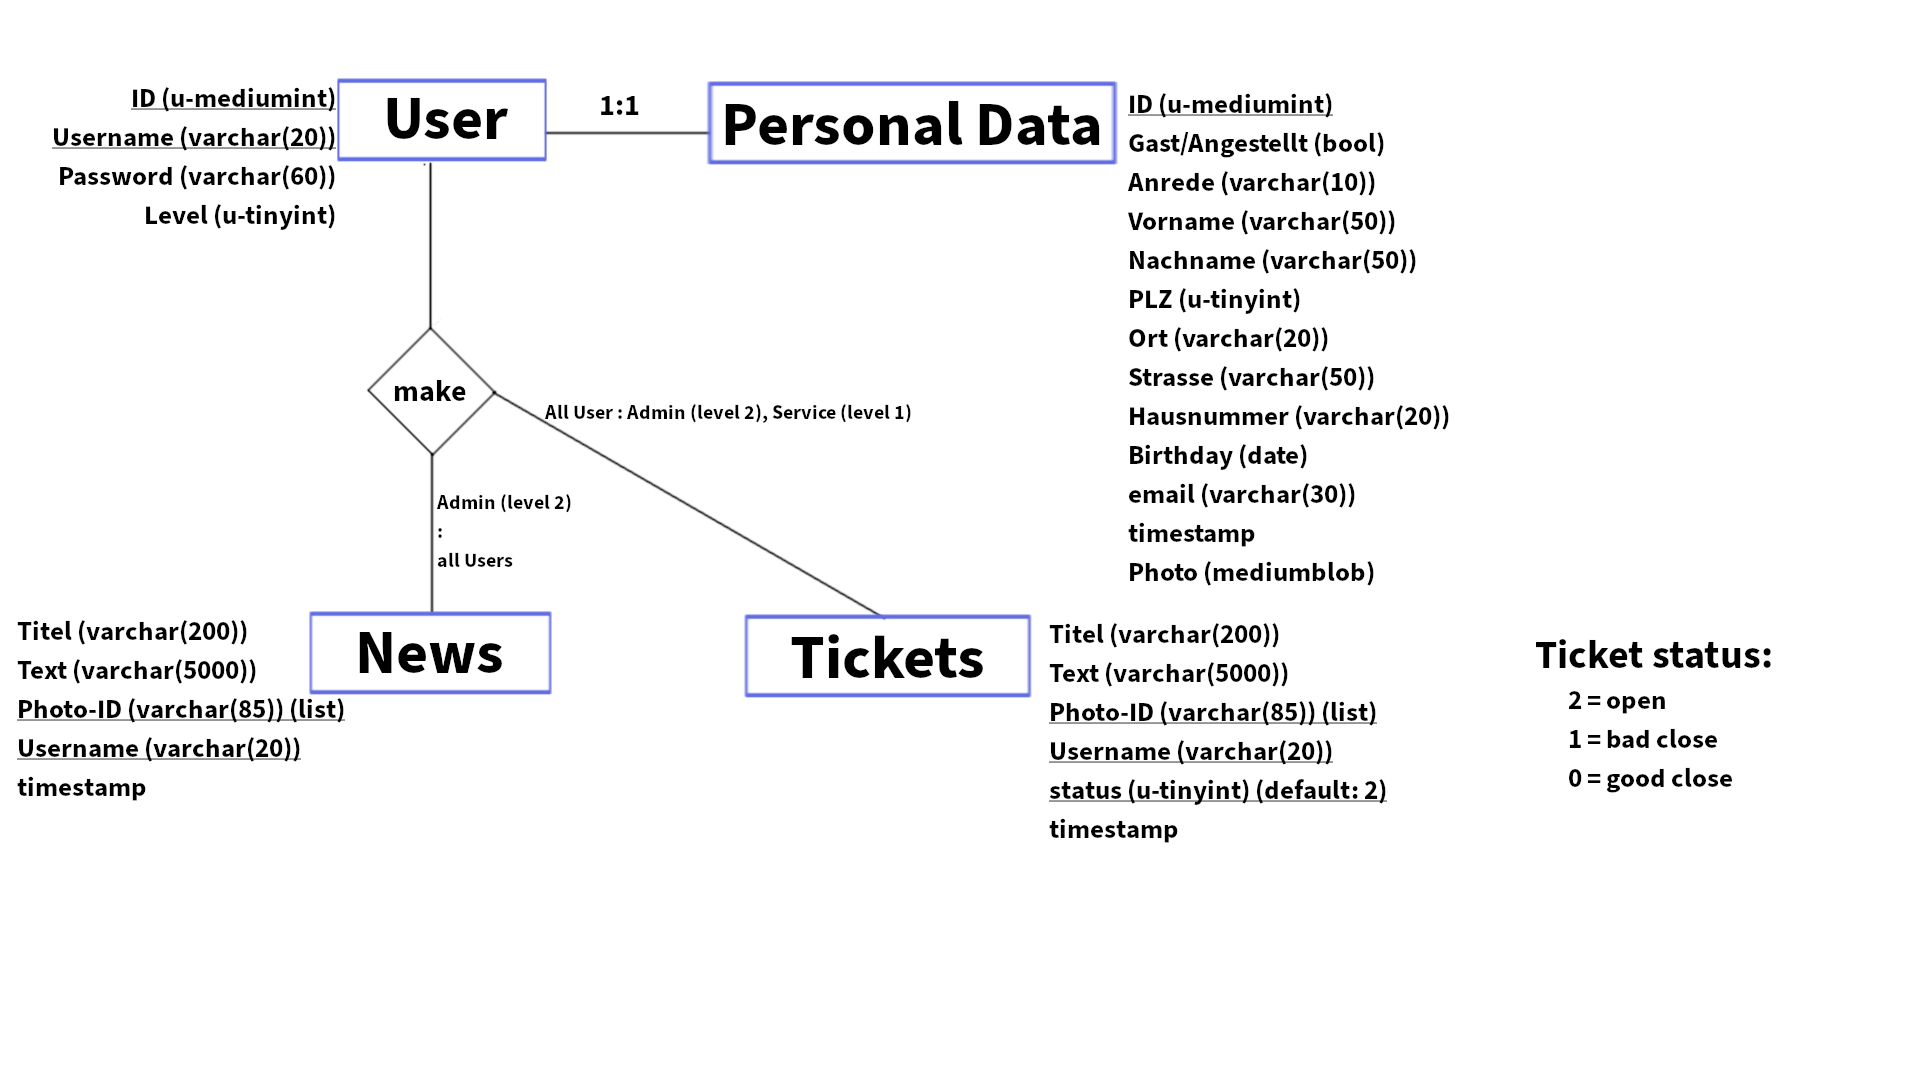 User
ID (u-mediumint)
Username (varchar(20))
Password (varchar(60))
Level (u-tinyint)
1:1
Personal Data
ID (u-mediumint)
Gast/Angestellt (bool)
Anrede (varchar(10))
Vorname (varchar(50))
Nachname (varchar(50))
PLZ (u-tinyint)
Ort (varchar(20))
Strasse (varchar(50))
Hausnummer (varchar(20))
Birthday (date)
email (varchar(30))
timestamp
Photo (mediumblob)
make
All User : Admin (level 2), Service (level 1)
Admin (level 2)
:
all Users
News
Titel (varchar(200))
Text (varchar(5000))
Photo-ID (varchar(85)) (list)
Username (varchar(20))
timestamp
Tickets
Titel (varchar(200))
Text (varchar(5000))
Photo-ID (varchar(85)) (list)
Username (varchar(20))
status (u-tinyint) (default: 2)
timestamp
Ticket status:
2 = open
1 = bad close
0 = good close